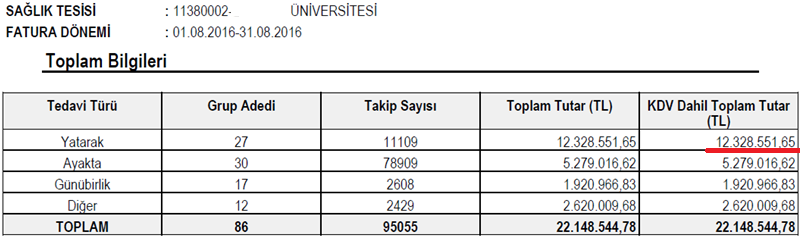 SAĞLIK TESİSİ : 11380002-. ÜNİVERSİTESİ
FATURA DÖNEMİ : 01.08.2016-31.08.2016
Toplam Bilgileri
Tedavi Türü Grup Adedi Takip Sayısı Toplam Tutar (TL) KDV Dahil Toplam Tutar (TL)
Yatarak 27 11109 12.328.551,65 12.328.551,65
Ayakta 30 78909 5.279.016,62 5.279.016,62
Günübirlik 17 2608 1.920.966,83 1.920.966,83
Diğer 12 2429 2.620.009,68 2.620.009,68
TOPLAM 86 95055 22.148.544,78 22.148.544,78